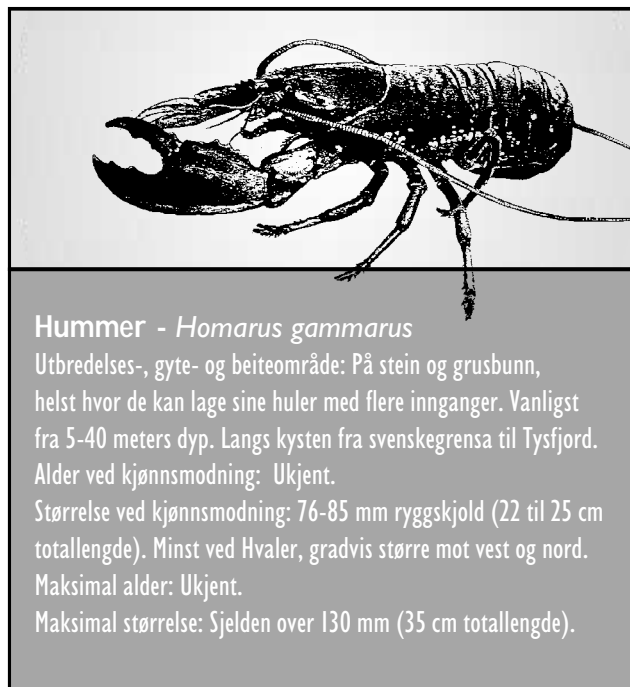 Hummer - Homarus gammarus
Utbredelses-, gyte- og beiteområde: På stein og grusbunn,
helst hvor de kan lage sine huler med flere innganger. Vanligst
fra 5-40 meters dyp. Langs kysten fra svenskegrensa til Tysfjord.
Alder ved kjønnsmodning: Ukjent.
Størrelse ved kjønnsmodning: 76-85 mm ryggskjold (22 til 25 cm
totallengde). Minst ved Hvaler, gradvis større mot vest og nord.
Maksimal alder: Ukjent.
Maksimal størrelse: Sjelden over 130 mm (35 cm totallengde).